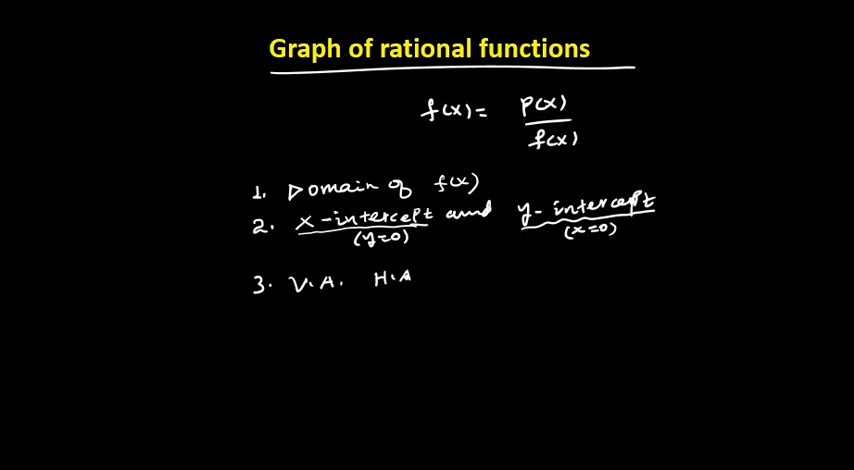 Graph of rational functions
f(x) = p(x)
f(x)
1. Domain of f(x)
2. x-intercept and y-intercept
(y=0) (x=0)
3. V.A. H.A